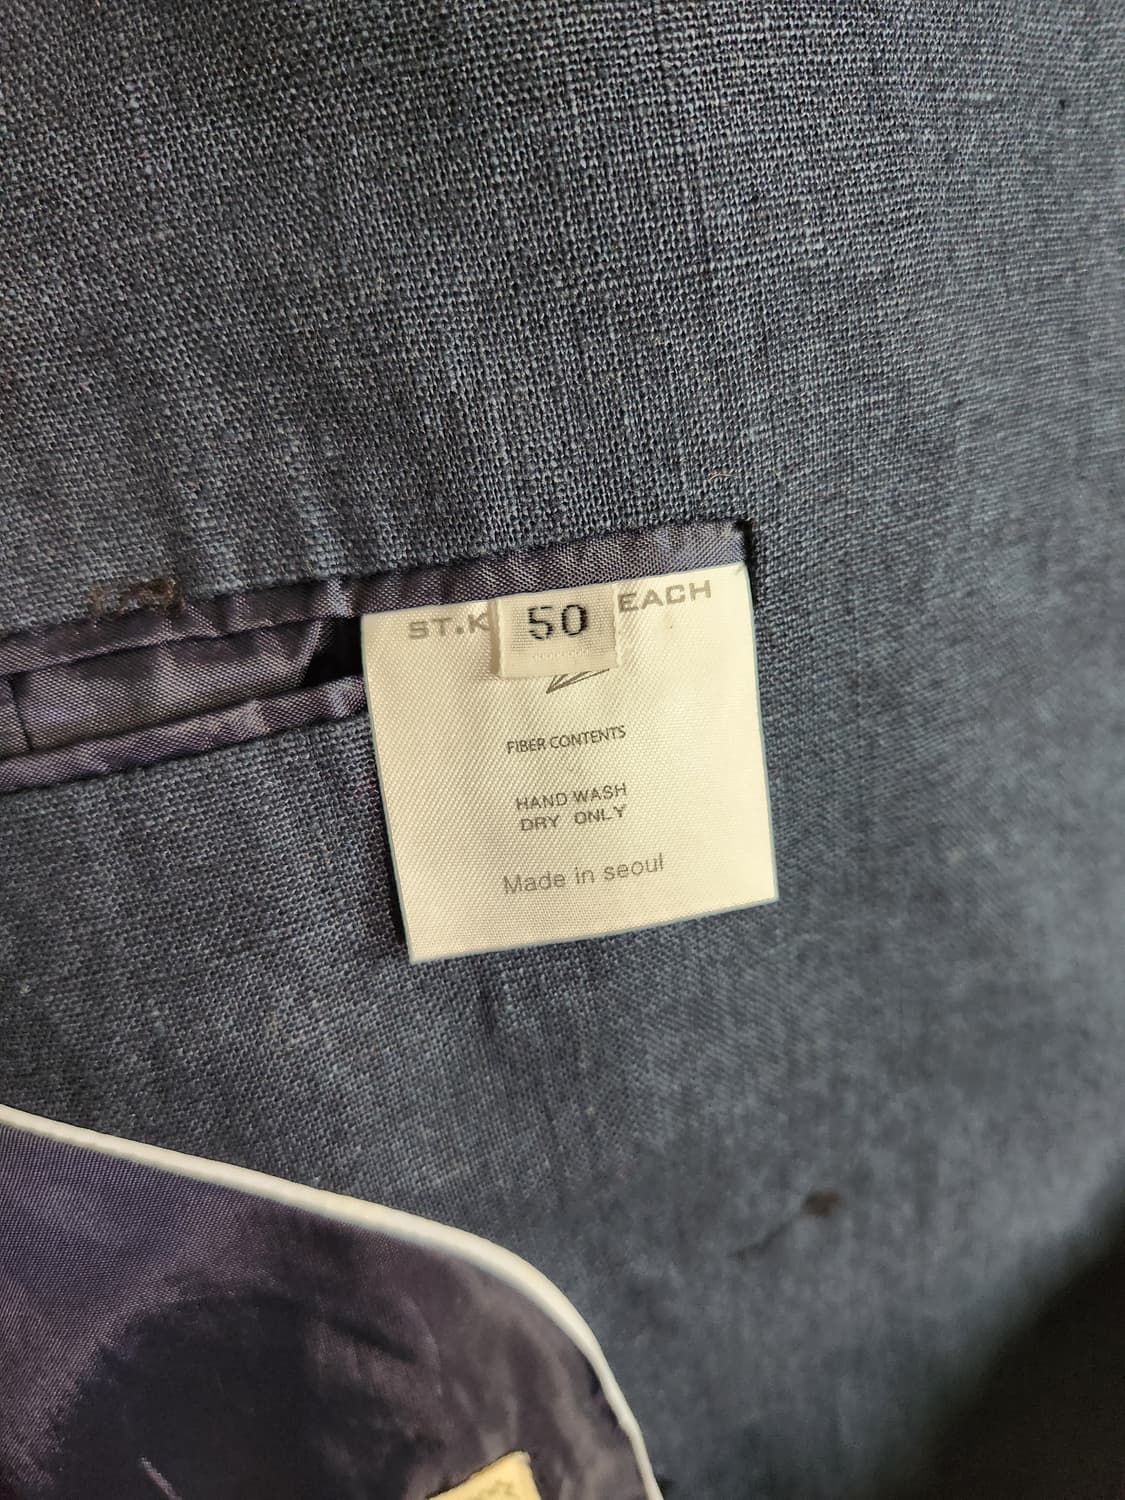 ST.K EACH
50
FIBER CONTENTS
HAND WASH
DRY ONLY
Made in seoul